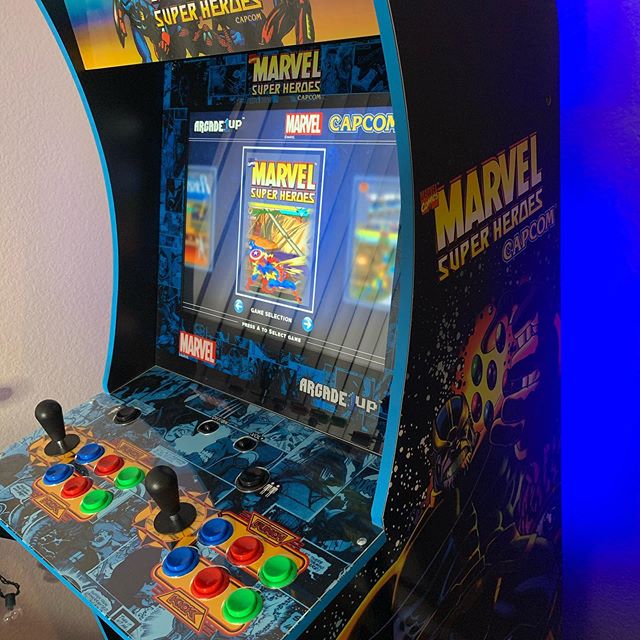 SUPER HEROES
CAPCOM
MARVEL
SUPER HEROES
CAPCOM
ARCADE1UP
MARVEL
CAPCOM
MARVEL
SUPER HEROES
GAME SELECTION
PRESS A TO SELECT GAME
MARVEL
ARCADE1UP
MARVEL
SUPER HEROES
CAPCOM